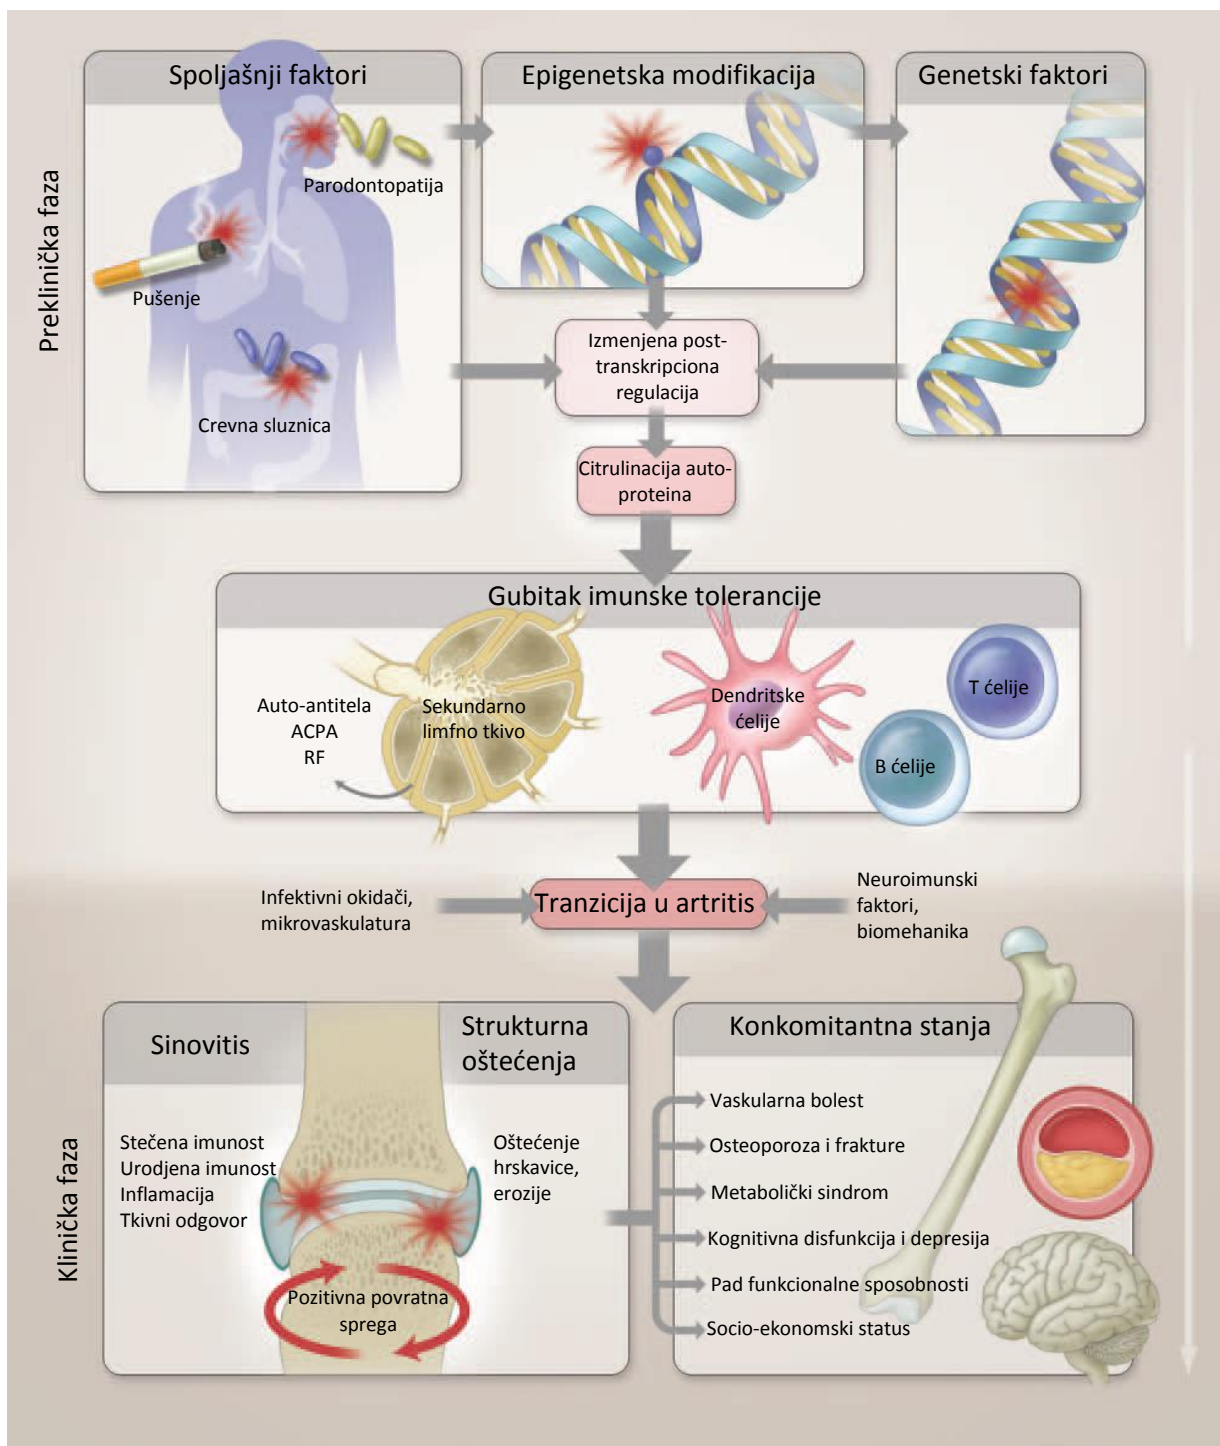 Preklinička faza
Spoljašnji faktori
Parodontopatija
Pušenje
Crevna sluznica
Epigenetska modifikacija
Genetski faktori
Izmenjena post-
transkripciona
regulacija
Citrulinacija auto-
proteina
Gubitak imunske tolerancije
Auto-antitela
ACPA
RF
Sekundarno
limfno tkivo
Dendritske
ćelije
T ćelije
B ćelije
Infektivni okidači,
mikrovaskulatura
Tranzicija u artritis
Neuroimunski
faktori,
biomehanika
Klinička faza
Sinovitis
Strukturna
oštećenja
Stečena imunost
Urodjena imunost
Inflamacija
Tkivni odgovor
Oštećenje
hrskavice,
erozije
Pozitivna povratna
sprega
Konkomitantna stanja
Vaskularna bolest
Osteoporoza i frakture
Metabolički sindrom
Kognitivna disfunkcija i depresija
Pad funkcionalne sposobnosti
Socio-ekonomski status